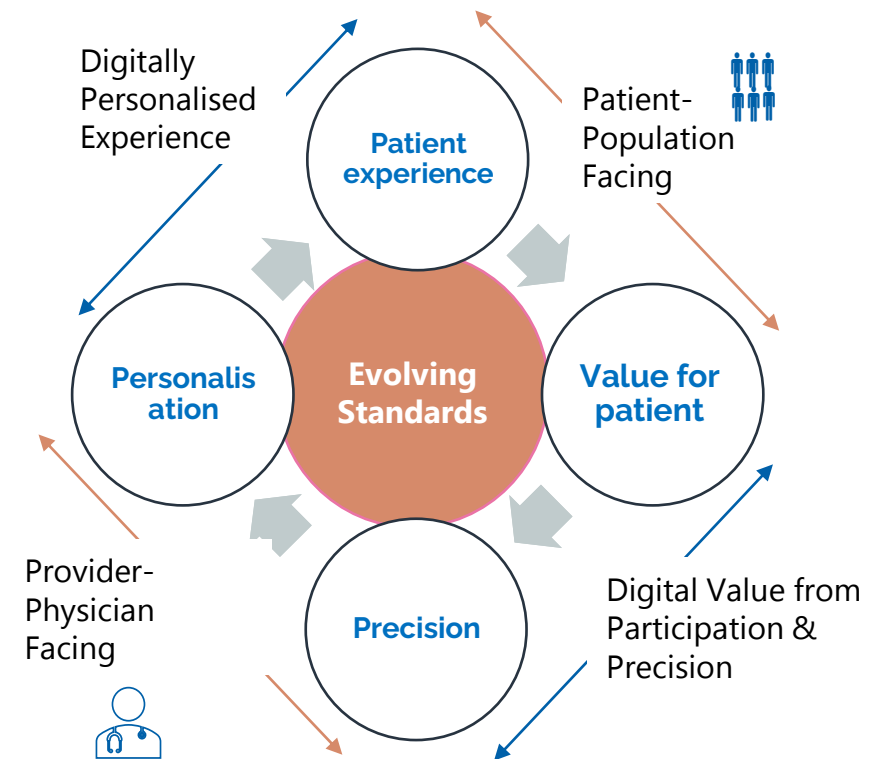 Digitally
Personalised
Experience
Patient-
Population
Facing
Patient
experience
Personalis
ation
Evolving
Standards
Value for
patient
Precision
Provider-
Physician
Facing
Digital Value from
Participation &
Precision